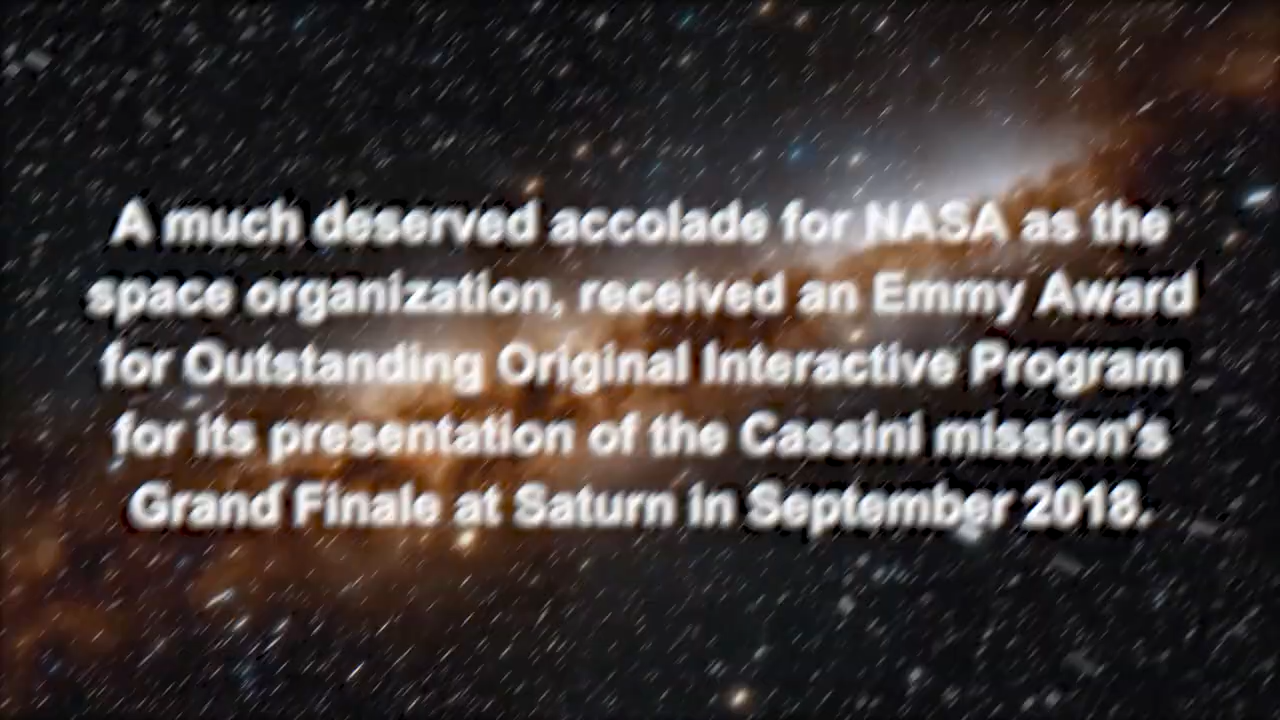 A much deserved accolade for NASA as the
space organization, received an Emmy Award
for Outstanding Original Interactive Program
for its presentation of the Cassini mission's
Grand Finale at Saturn in September 2018.